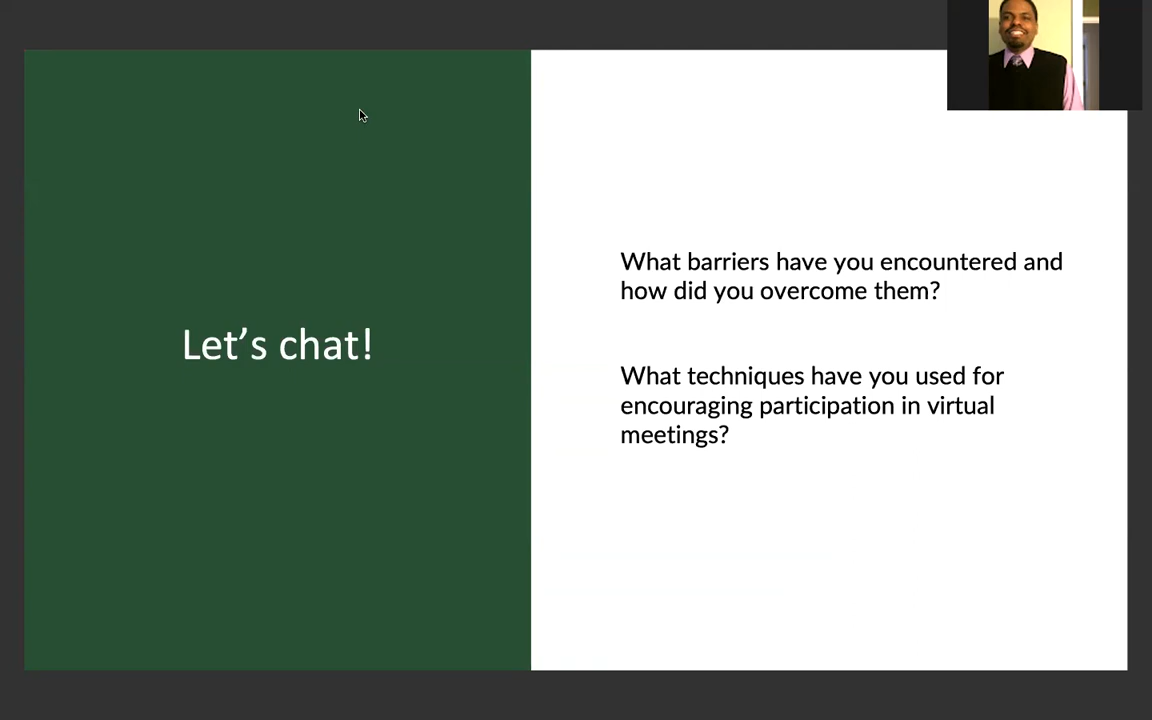 Let’s chat!
What barriers have you encountered and
how did you overcome them?
What techniques have you used for
encouraging participation in virtual
meetings?